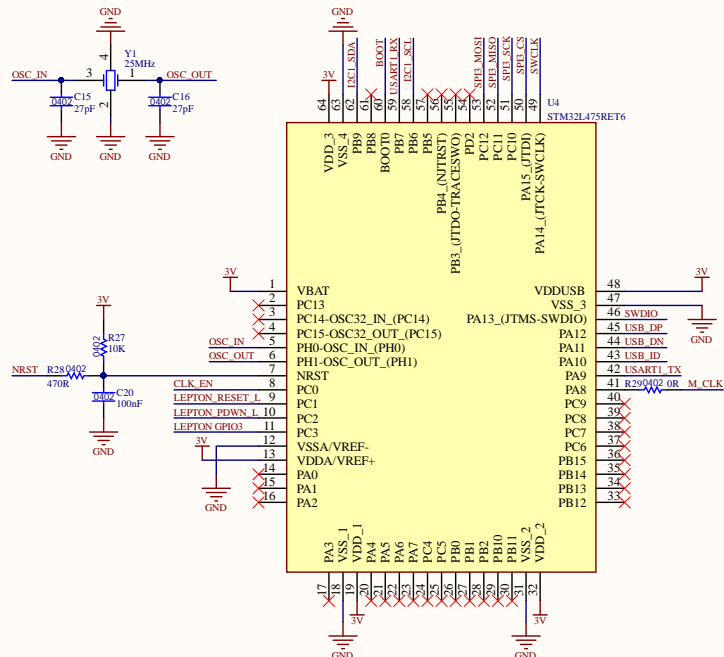 GND
Y1
25MHz
4
OSC_IN
3
1
OSC_OUT
2
C15
0402
27pF
C16
0402
27pF
GND
GND
GND
GND
3V
I2C1_SDA
BOOT
USART1_RX
I2C1_SCL
SPI3_MOSI
SPI3_MISO
SPI3_SCK
SPI3_CS
SWCLK
64
63
62
61
60
59
58
57
56
55
54
53
52
51
50
49
U4
STM32L475RET6
VDD_3
VSS_4
PB9
PB8
BOOT0
PB7
PB6
PB5
PB4_(NJTRST)
PB3_(JTDO-TRACESWO)
PD2
PC12
PC11
PC10
PA15_(JTDI)
PA14_(JTCK-SWCLK)
3V
1 VBAT
2 PC13
3 PC14-OSC32_IN_(PC14)
4 PC15-OSC32_OUT_(PC15)
OSC_IN 5 PH0-OSC_IN_(PH0)
OSC_OUT 6 PH1-OSC_OUT_(PH1)
7 NRST
CLK_EN 8 PC0
LEPTON_RESET_L 9 PC1
LEPTON_PDWN_L 10 PC2
LEPTON GPIO3 11 PC3
12 VSSA/VREF-
3V
13 VDDA/VREF+
14 PA0
15 PA1
16 PA2
GND
3V
R27
0402
10K
NRST
R28 0402
470R
C20
0402
100nF
GND
3V
VDDUSB 48
VSS_3 47
GND
PA13_(JTMS-SWDIO) 46 SWDIO
PA12 45 USB_DP
PA11 44 USB_DN
PA10 43 USB_ID
PA9 42 USART1_TX
PA8 41 R29 0402 0R M_CLK
PC9 40
PC8 39
PC7 38
PC6 37
PB15 36
PB14 35
PB13 34
PB12 33
PA3
VSS_1
VDD_1
PA4
PA5
PA6
PA7
PC4
PC5
PB0
PB1
PB2
PB10
PB11
VSS_2
VDD_2
17
18
19
20
21
22
23
24
25
26
27
28
29
30
31
32
3V
3V
GND
GND